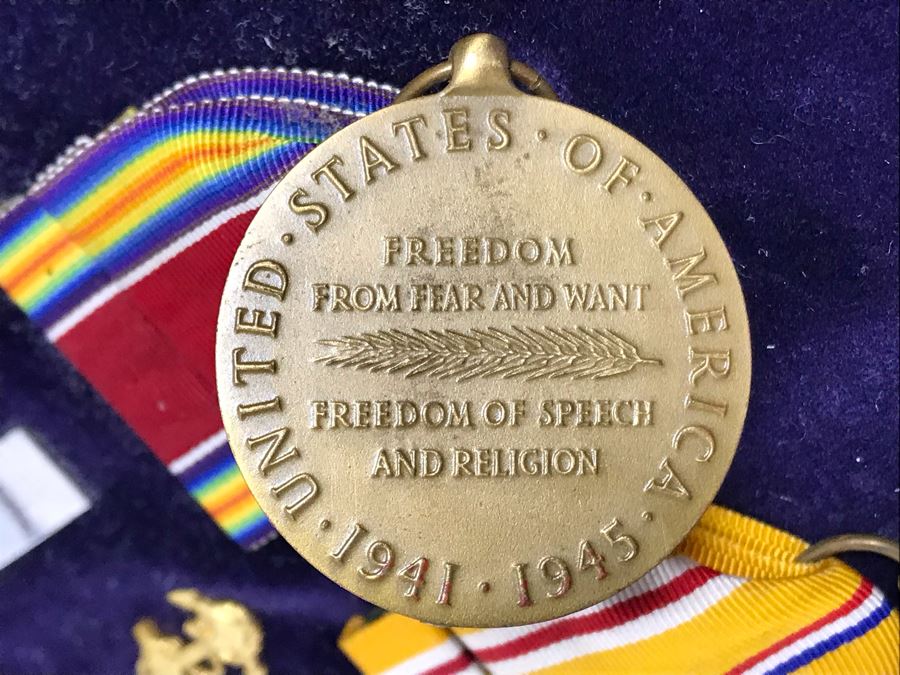 UNITED · STATES · OF · AMERICA ·
FREEDOM
FROM FEAR AND WANT
FREEDOM OF SPEECH
AND RELIGION
· 1941 · 1945 ·